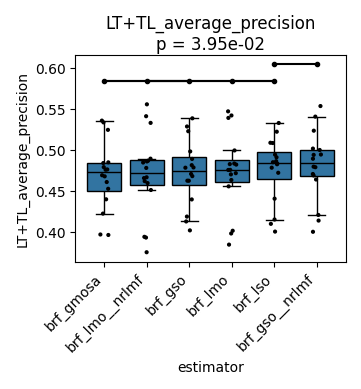 LT+TL_average_precision
p = 3.95e-02
LT+TL_average_precision
0.60
0.55
0.50
0.45
0.40
brf_gmosa
brf_lmo__nrlmf
brf_gso
brf_lmo
brf_lso
brf_gso__nrlmf
estimator